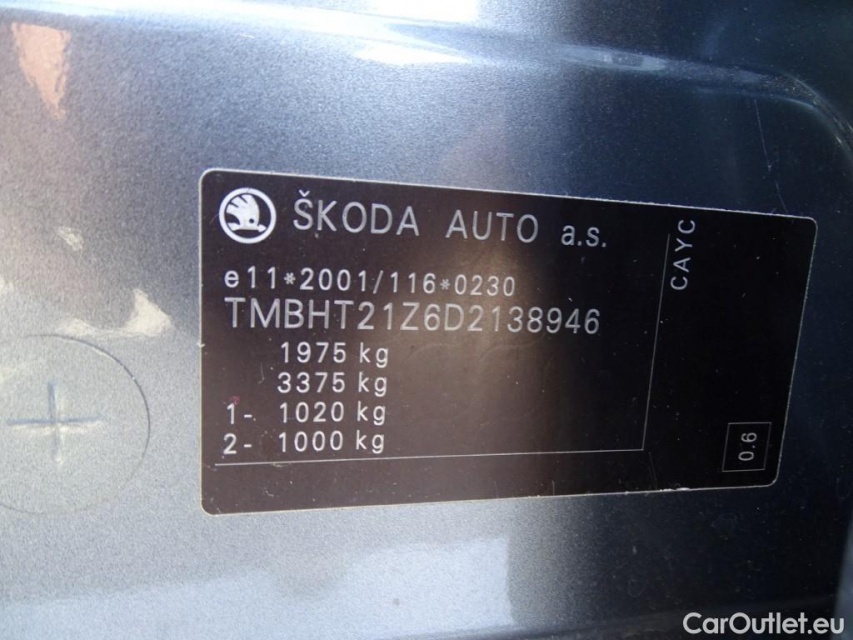 ŠKODA AUTO a.s.
e11*2001/116*0230
TMBHT21Z6D2138946
1975 kg
3375 kg
1- 1020 kg
2- 1000 kg
CAYC
0.6
CarOutlet.eu